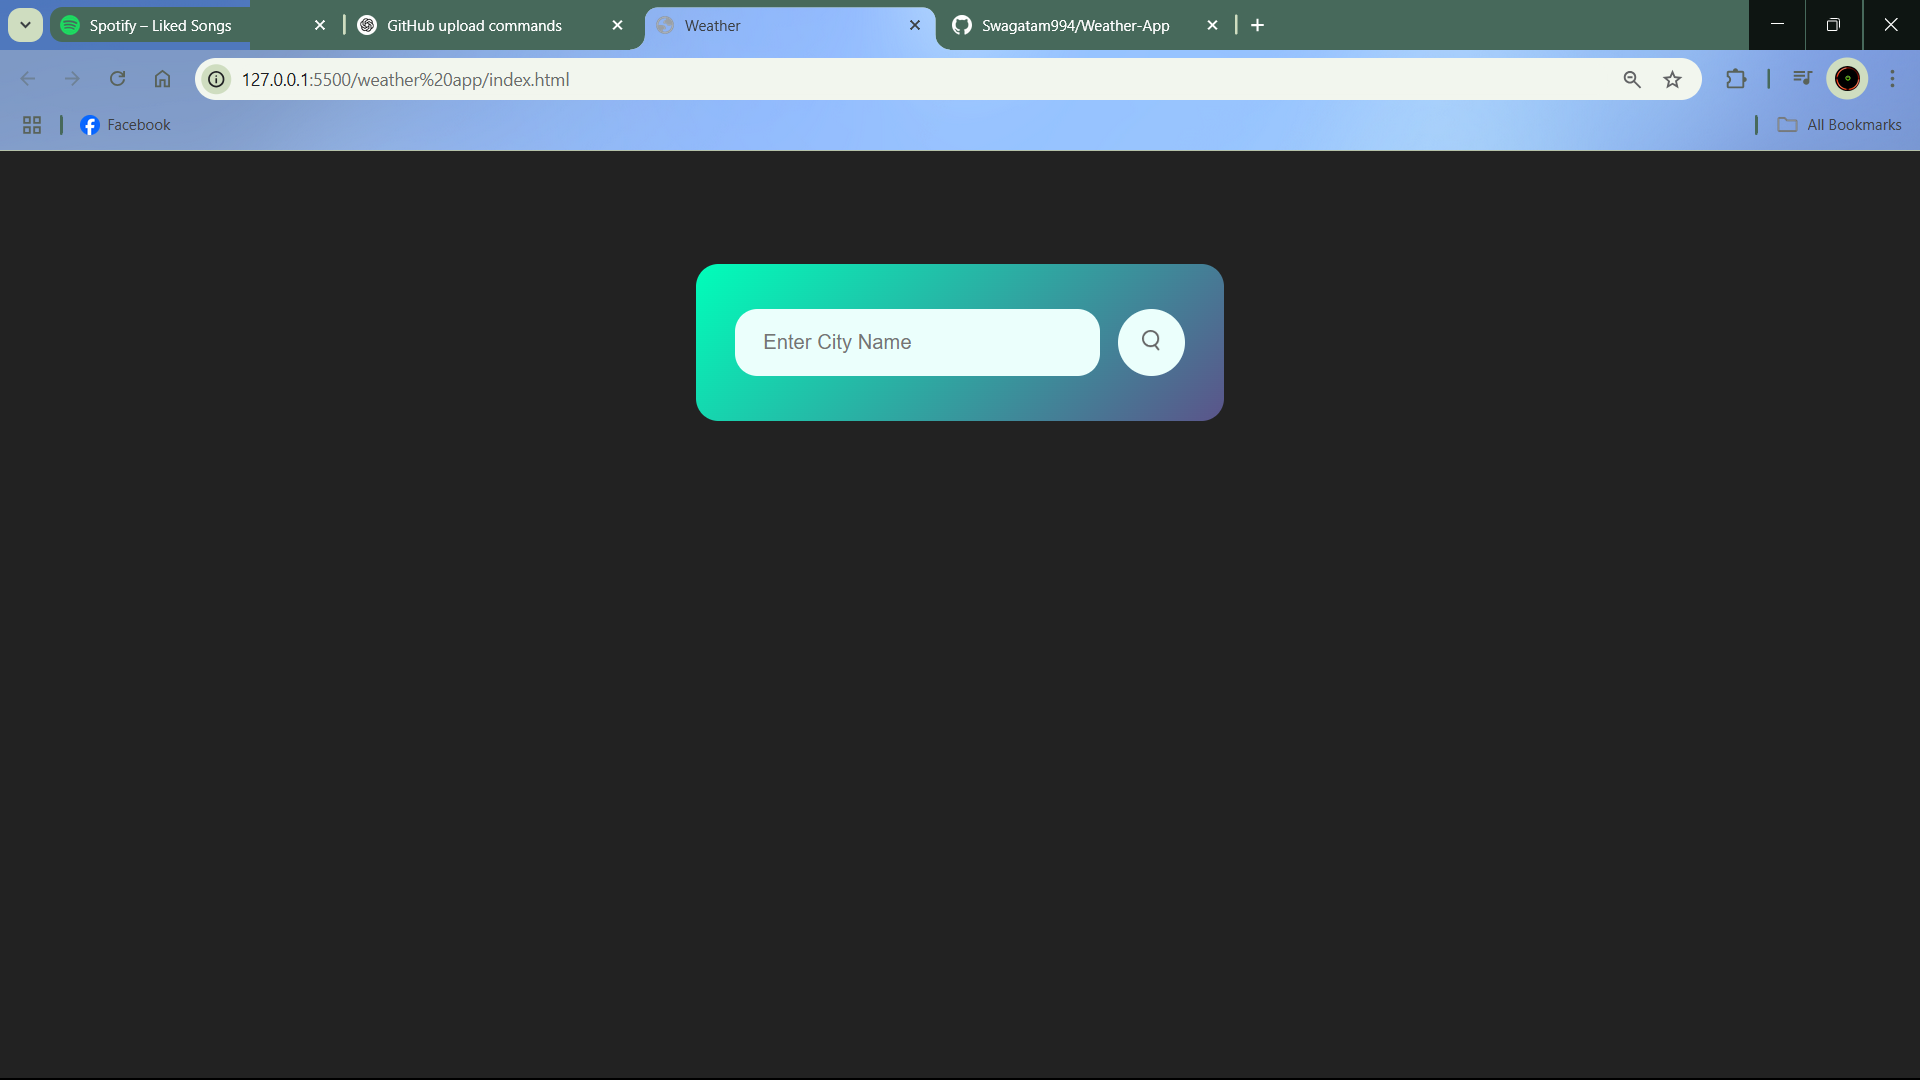 Spotify – Liked Songs
GitHub upload commands
Weather
Swagatam994/Weather-App
127.0.0.1:5500/weather%20app/index.html
Facebook
All Bookmarks
Enter City Name